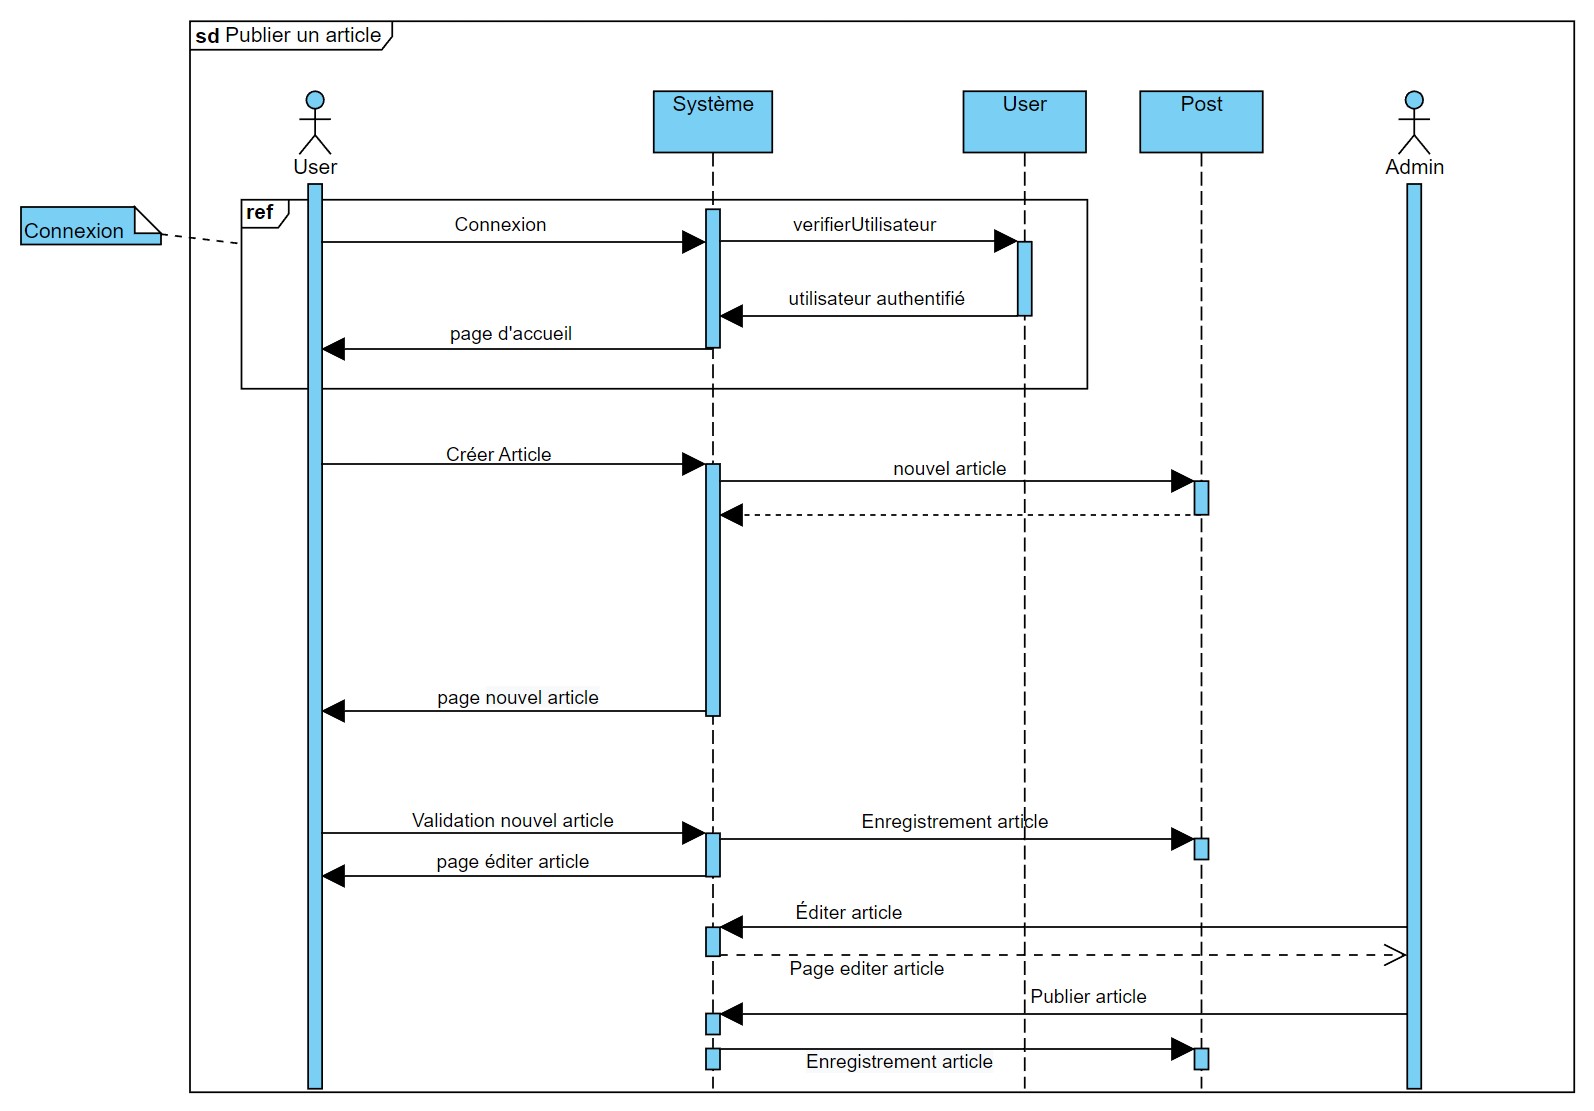 sd Publier un article
Système
User
Post
User
Admin
ref
Connexion
Connexion
verifierUtilisateur
utilisateur authentifié
page d'accueil
Créer Article
nouvel article
page nouvel article
Validation nouvel article
Enregistrement article
page éditer article
Éditer article
Page editer article
Publier article
Enregistrement article